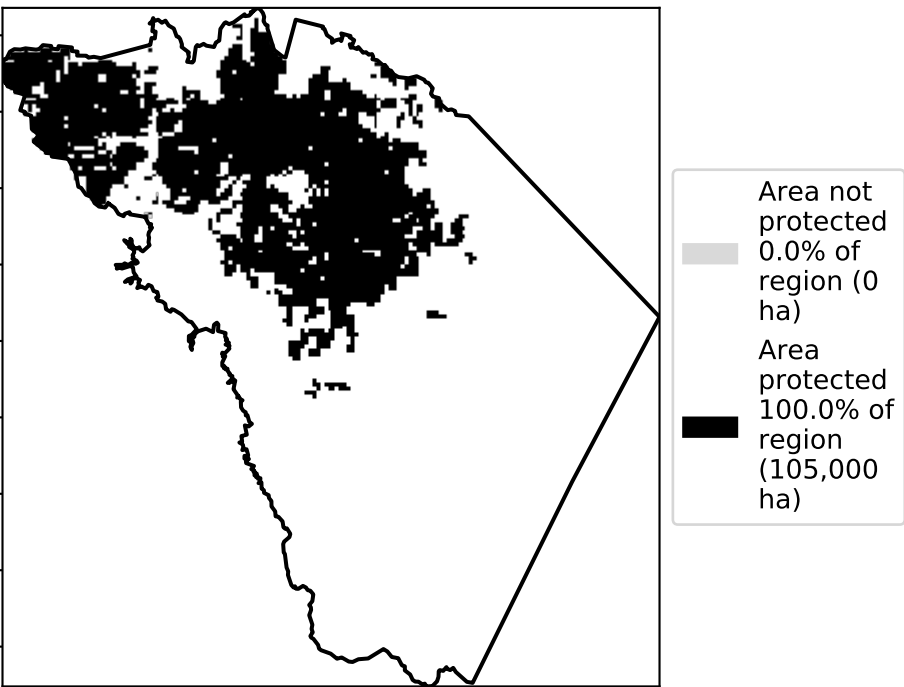 Area not
protected
0.0% of
region (0
ha)
Area
protected
100.0% of
region
(105,000
ha)